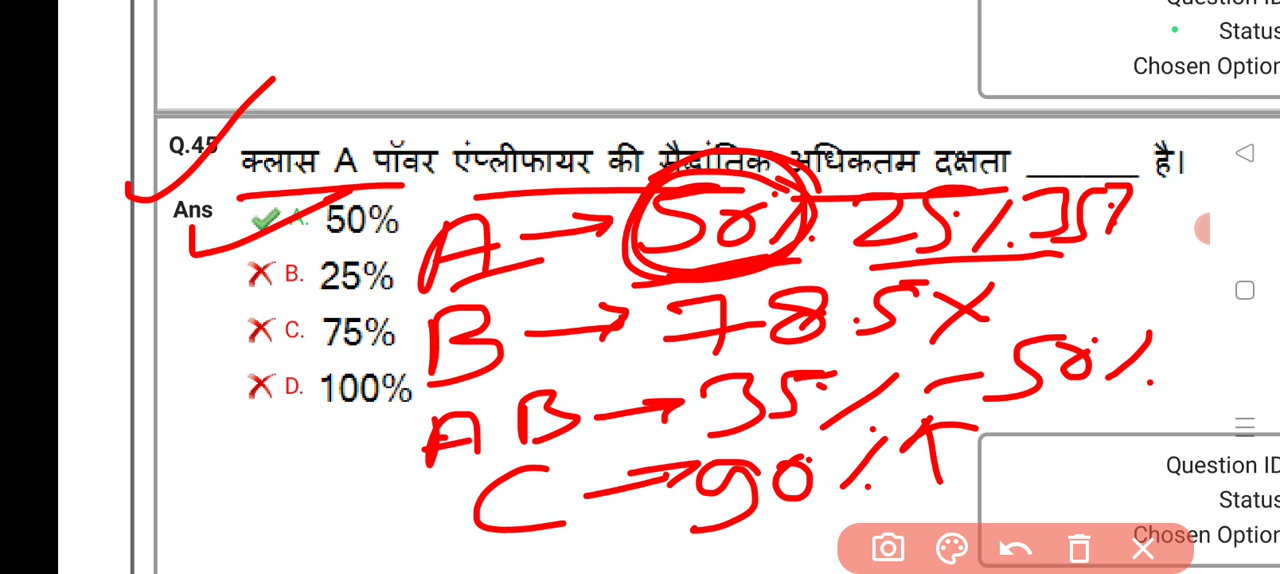 Question ID
Status
Chosen Option
Q.45 क्लास A पॉवर एंप्लीफायर की सैद्धांतिक अधिकतम दक्षता ______ है।
Ans A. 50%
B. 25%
C. 75%
D. 100%
A → 50%. 25%.
B → 78.5%
AB → 35% - 50%
C → 90% ↑
Question ID
Status
Chosen Option